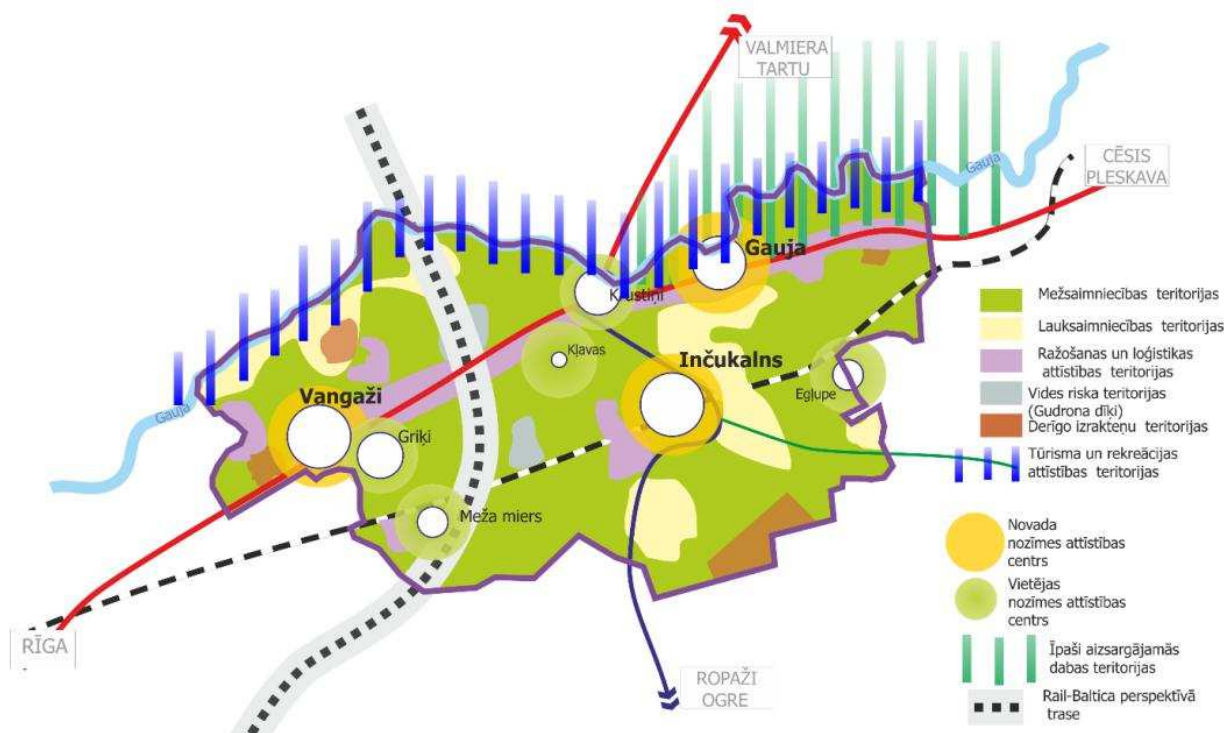 VALMIERA
TARTU
Gauja
CĒSIS
PLESKAVA
Gauja
Krustiņi
Kļavas
Inčukalns
Egļupe
Vangaži
Gauja
Griķi
Meža miers
RĪGA
ROPAŽI
OGRE
Mežsaimniecības teritorijas
Lauksaimniecības teritorijas
Ražošanas un loģistikas
attīstības teritorijas
Vides riska teritorijas
(Gudrona dīķi)
Derīgo izrakteņu teritorijas
Tūrisma un rekreācijas
attīstības teritorijas
Novada
nozīmes attīstības
centrs
Vietējas
nozīmes attīstības
centrs
Īpaši aizsargājamās
dabas teritorijas
Rail-Baltica perspektīvā
trase